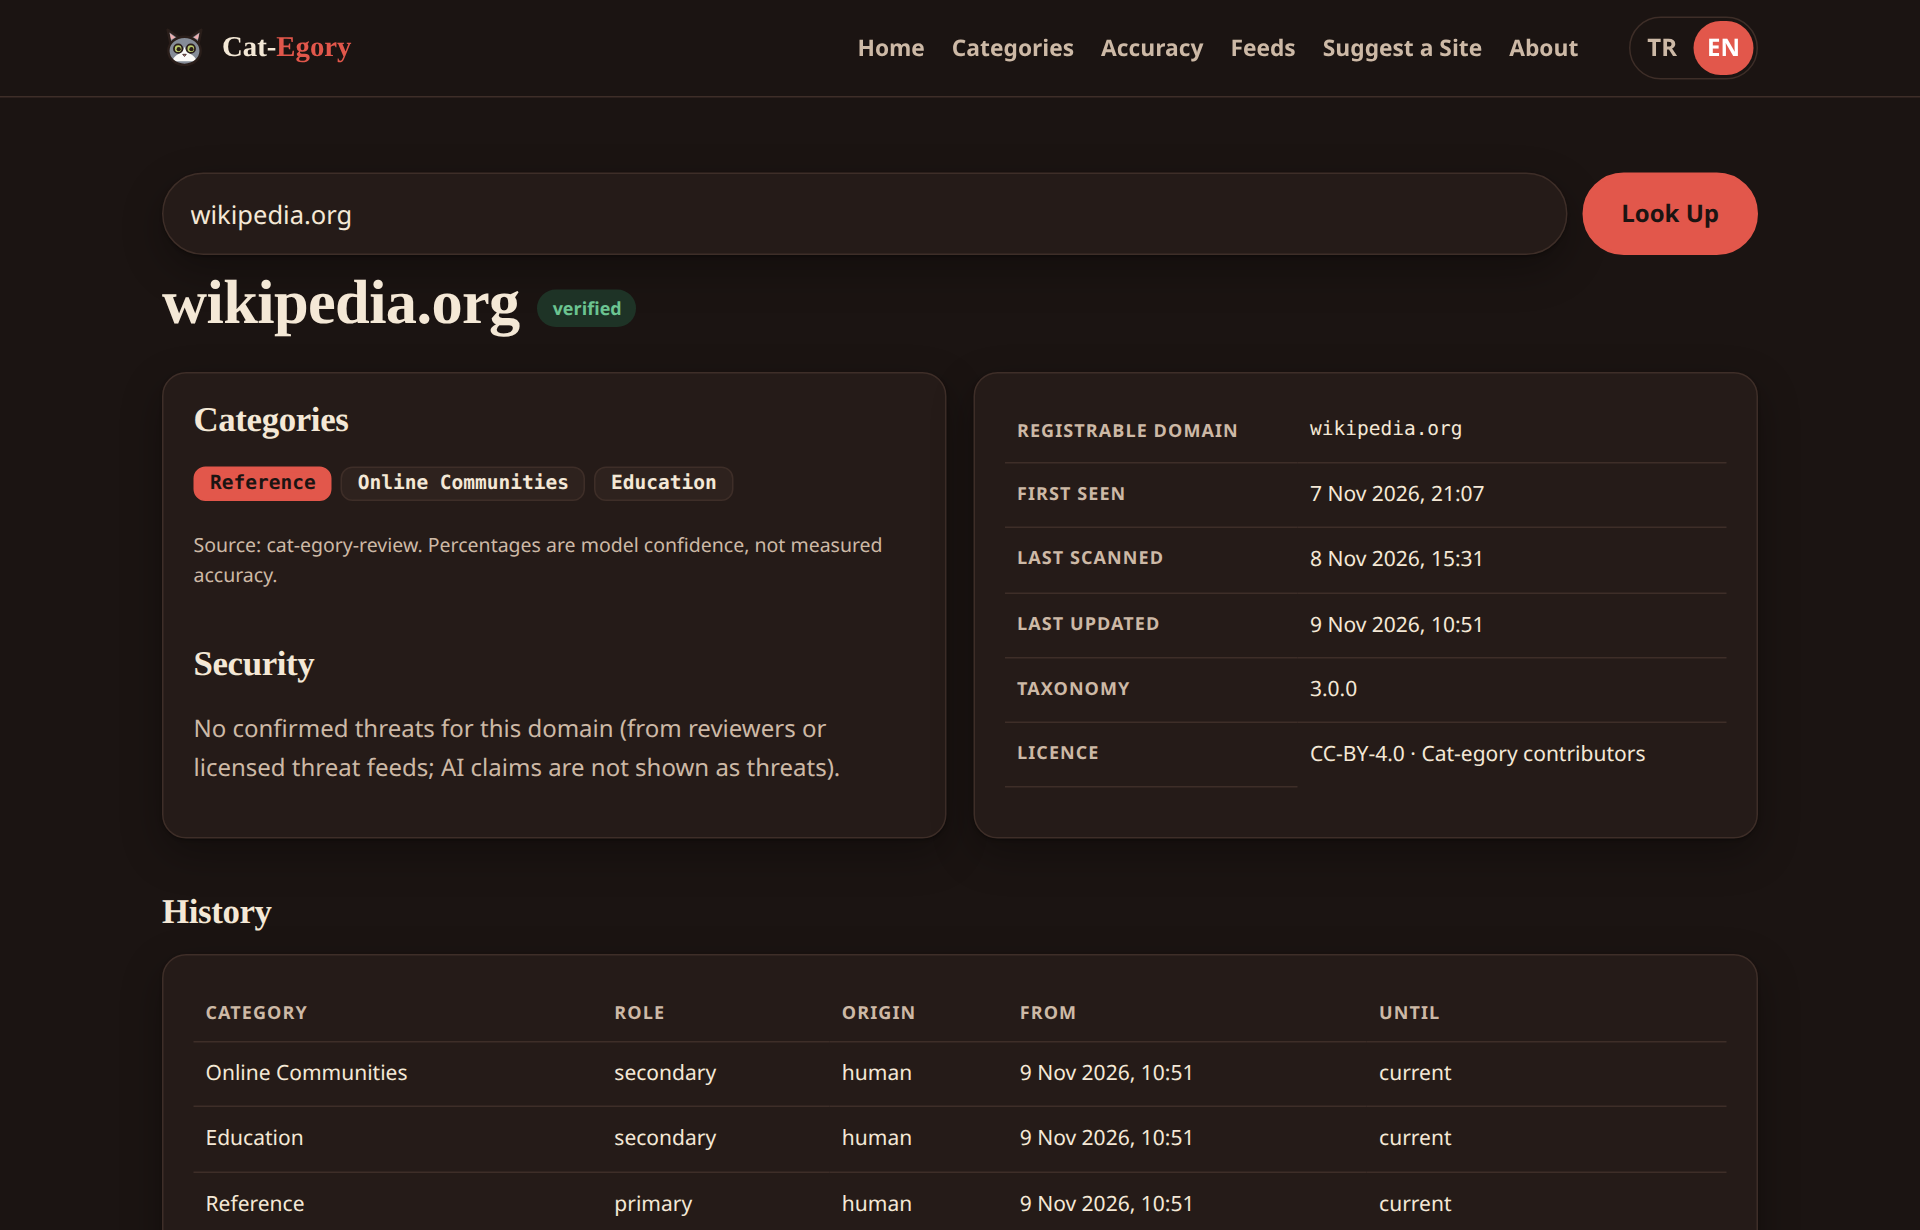 Cat-Egory
Home Categories Accuracy Feeds Suggest a Site About TR EN
wikipedia.org Look Up
wikipedia.org verified
Categories
Reference Online Communities Education
Source: cat-egory-review. Percentages are model confidence, not measured
accuracy.
Security
No confirmed threats for this domain (from reviewers or
licensed threat feeds; AI claims are not shown as threats).
REGISTRABLE DOMAIN wikipedia.org
FIRST SEEN 7 Nov 2026, 21:07
LAST SCANNED 8 Nov 2026, 15:31
LAST UPDATED 9 Nov 2026, 10:51
TAXONOMY 3.0.0
LICENCE CC-BY-4.0 · Cat-egory contributors
History
CATEGORY ROLE ORIGIN FROM UNTIL
Online Communities secondary human 9 Nov 2026, 10:51 current
Education secondary human 9 Nov 2026, 10:51 current
Reference primary human 9 Nov 2026, 10:51 current